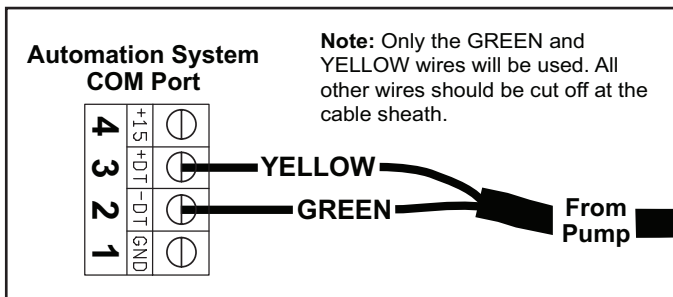 Automation System
COM Port
Note: Only the GREEN and
YELLOW wires will be used. All
other wires should be cut off at the
cable sheath.
4 +15
3 +DT
2 -DT
1 GND
YELLOW
GREEN
From
Pump